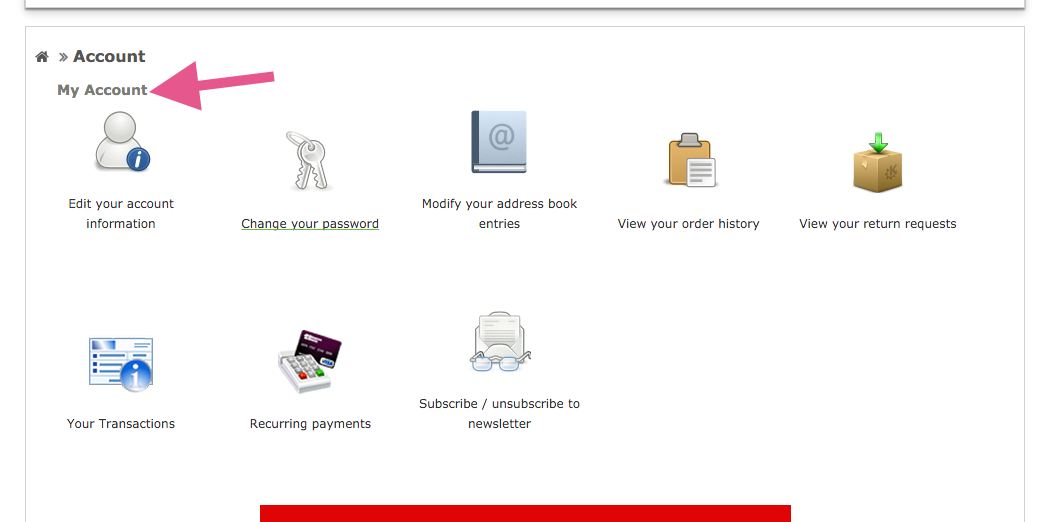 » Account
My Account
Edit your account
information
Change your password
Modify your address book
entries
View your order history
View your return requests
Your Transactions
Recurring payments
Subscribe / unsubscribe to
newsletter